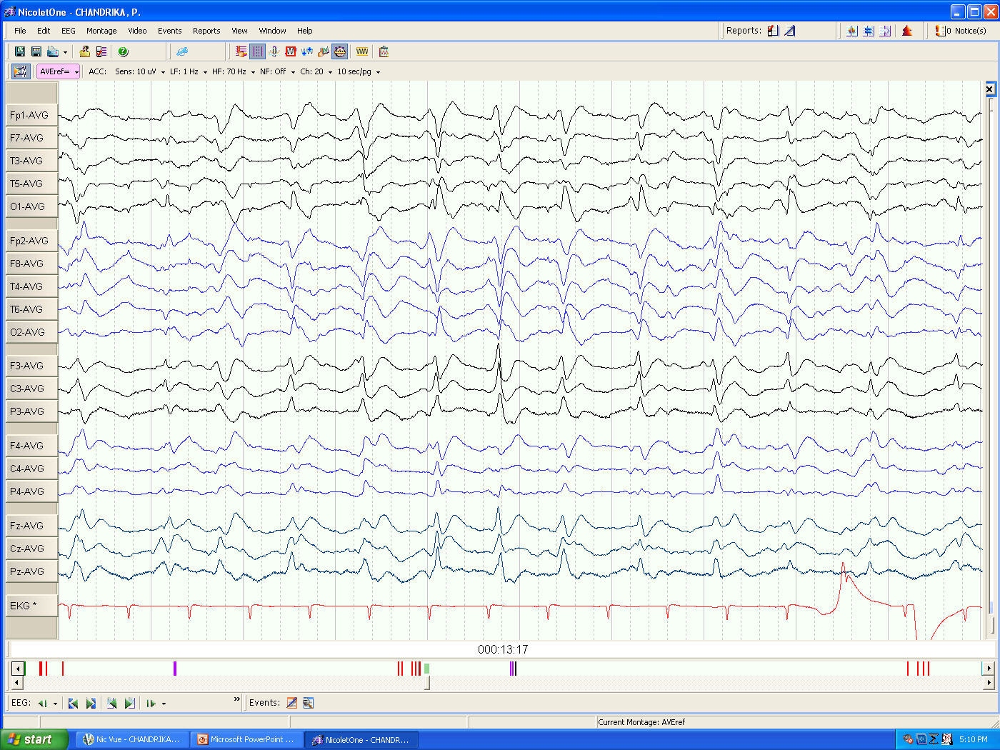 NicoletOne - CHANDRIKA, P.
File Edit EEG Montage Video Events Reports View Window Help
Reports: 0 Notice(s)
AVEref= ACC: Sens: 10 uV LF: 1 Hz HF: 70 Hz NF: Off Ch: 20 10 sec/pg
Fp1-AVG
F7-AVG
T3-AVG
T5-AVG
O1-AVG
Fp2-AVG
F8-AVG
T4-AVG
T6-AVG
O2-AVG
F3-AVG
C3-AVG
P3-AVG
F4-AVG
C4-AVG
P4-AVG
Fz-AVG
Cz-AVG
Pz-AVG
EKG *
000:13:17
EEG: » Events:
Current Montage: AVEref
start Nic Vue - CHANDRIKA... Microsoft PowerPoint ... NicoletOne - CHANDR... 5:10 PM